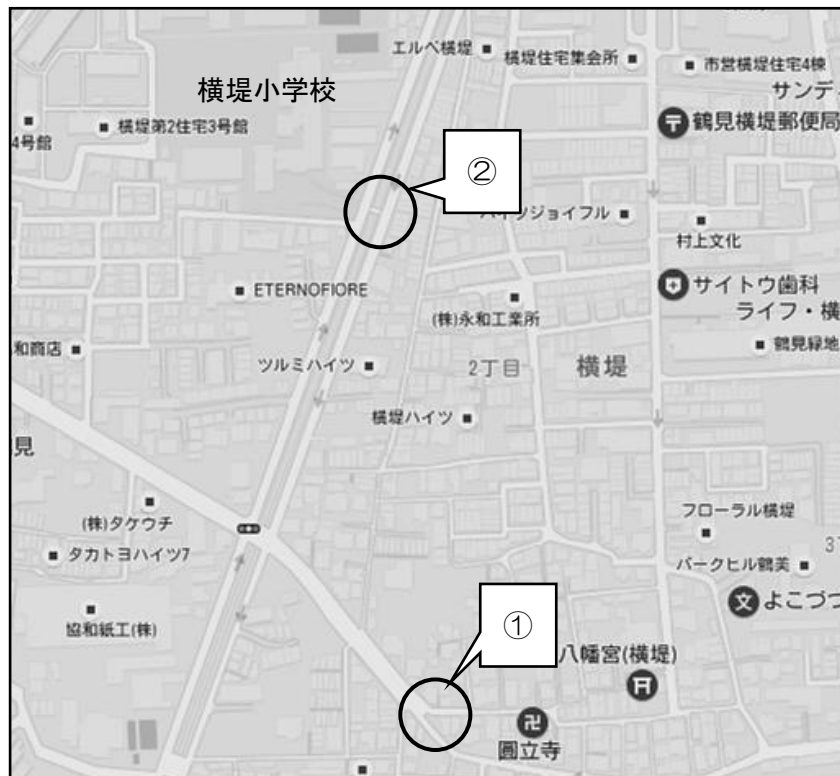 エルベ横堤
横堤住宅集会所
市営横堤住宅4棟
サンデ
横堤小学校
4号館
横堤第2住宅3号館
鶴見横堤郵便局
②
ハイツジョイフル
村上文化
ETERNOFIORE
サイトウ歯科
(株)永和工業所
ライフ・横
和商店
ツルミハイツ
2丁目
横堤
鶴見緑地
横堤ハイツ
見
(株)タケウチ
フローラル横堤
タカトヨハイツ7
パークヒル鶴美
3
文
よこづつ
協和紙工(株)
①
八幡宮(横堤)
卍
圓立寺